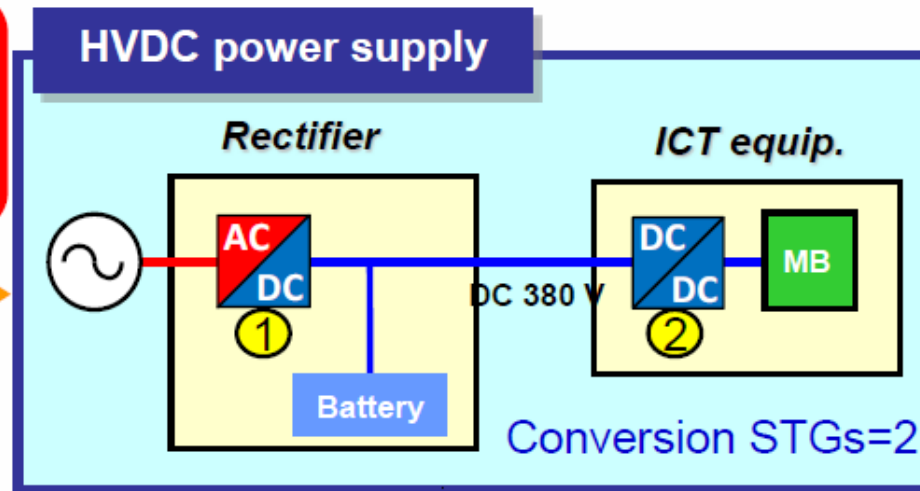 HVDC power supply
Rectifier
ICT equip.
AC
DC
DC
DC
MB
DC 380 V
1
2
Battery
Conversion STGs=2